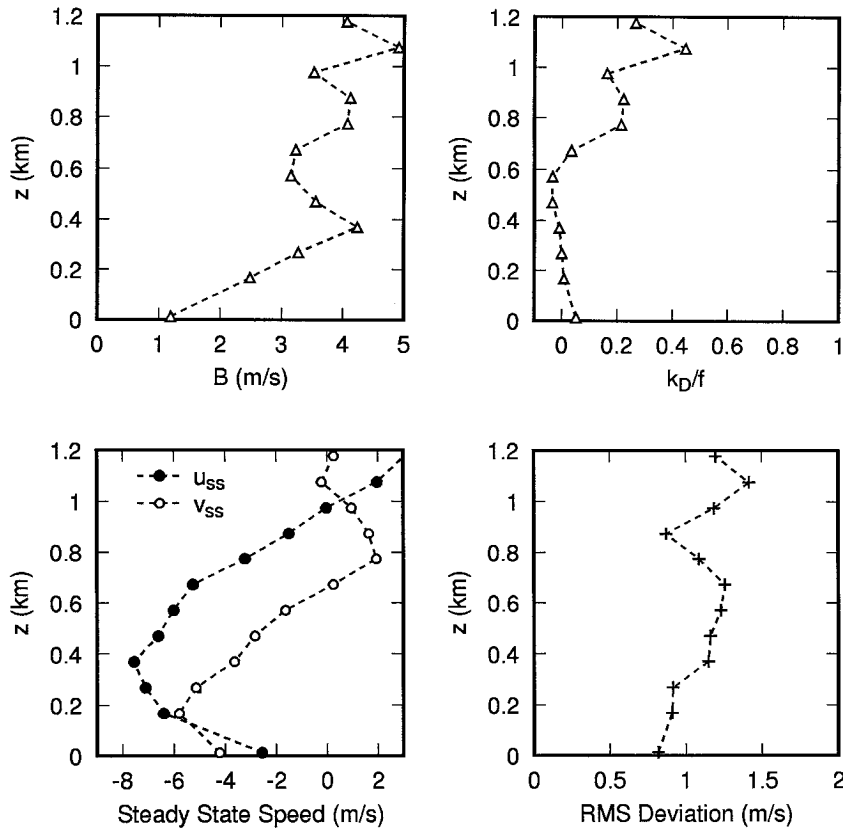 1.2
1
0.8
0.6
0.4
0.2
0
z (km)
0 1 2 3 4 5
B (m/s)
1.2
1
0.8
0.6
0.4
0.2
0
z (km)
0 0.2 0.4 0.6 0.8 1
k_D/f
1.2
1
0.8
0.6
0.4
0.2
0
z (km)
u_ss
v_ss
-8 -6 -4 -2 0 2
Steady State Speed (m/s)
1.2
1
0.8
0.6
0.4
0.2
0
z (km)
0 0.5 1 1.5 2
RMS Deviation (m/s)